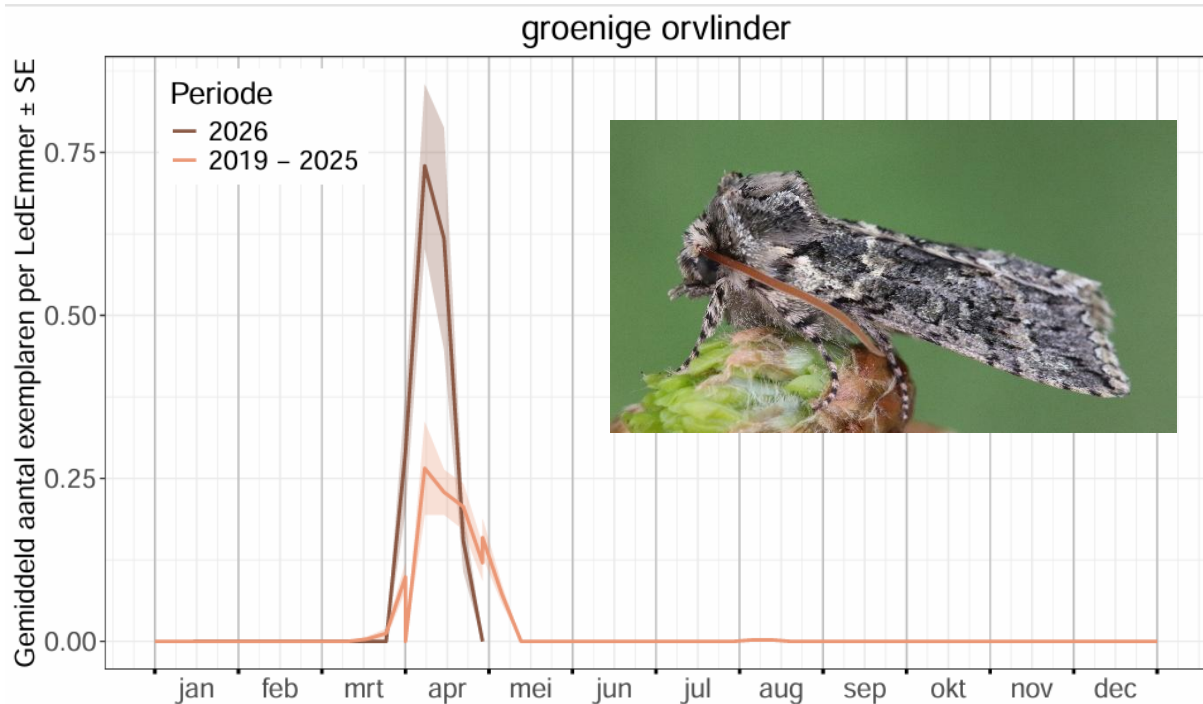 groenige orvlinder
Gemiddeld aantal exemplaren per LedEmmer ± SE
Periode
2026
2019 – 2025
0.75
0.50
0.25
0.00
jan feb mrt apr mei jun jul aug sep okt nov dec